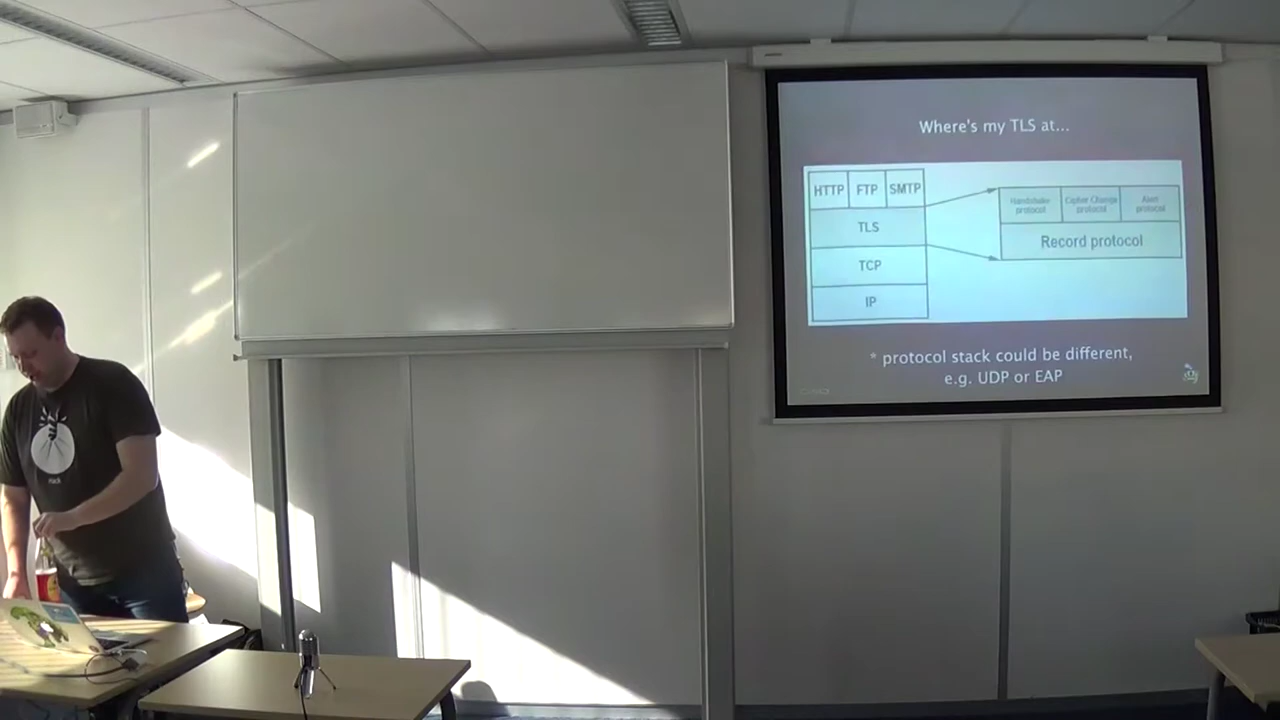 Where's my TLS at...
HTTP FTP SMTP
TLS
TCP
IP
Handshake protocol
Cipher Change protocol
Alert protocol
Record protocol
* protocol stack could be different,
e.g. UDP or EAP